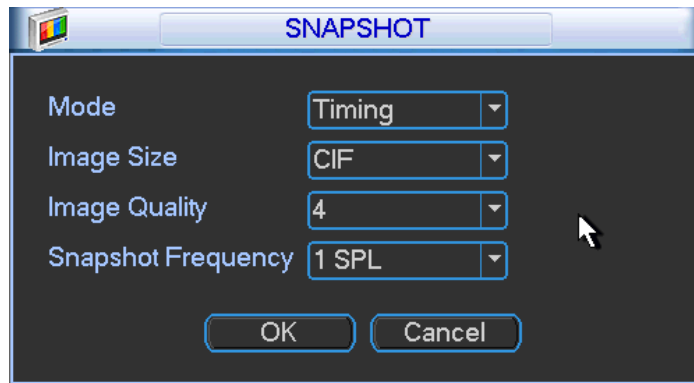 SNAPSHOT
Mode Timing
Image Size CIF
Image Quality 4
Snapshot Frequency 1 SPL
OK Cancel